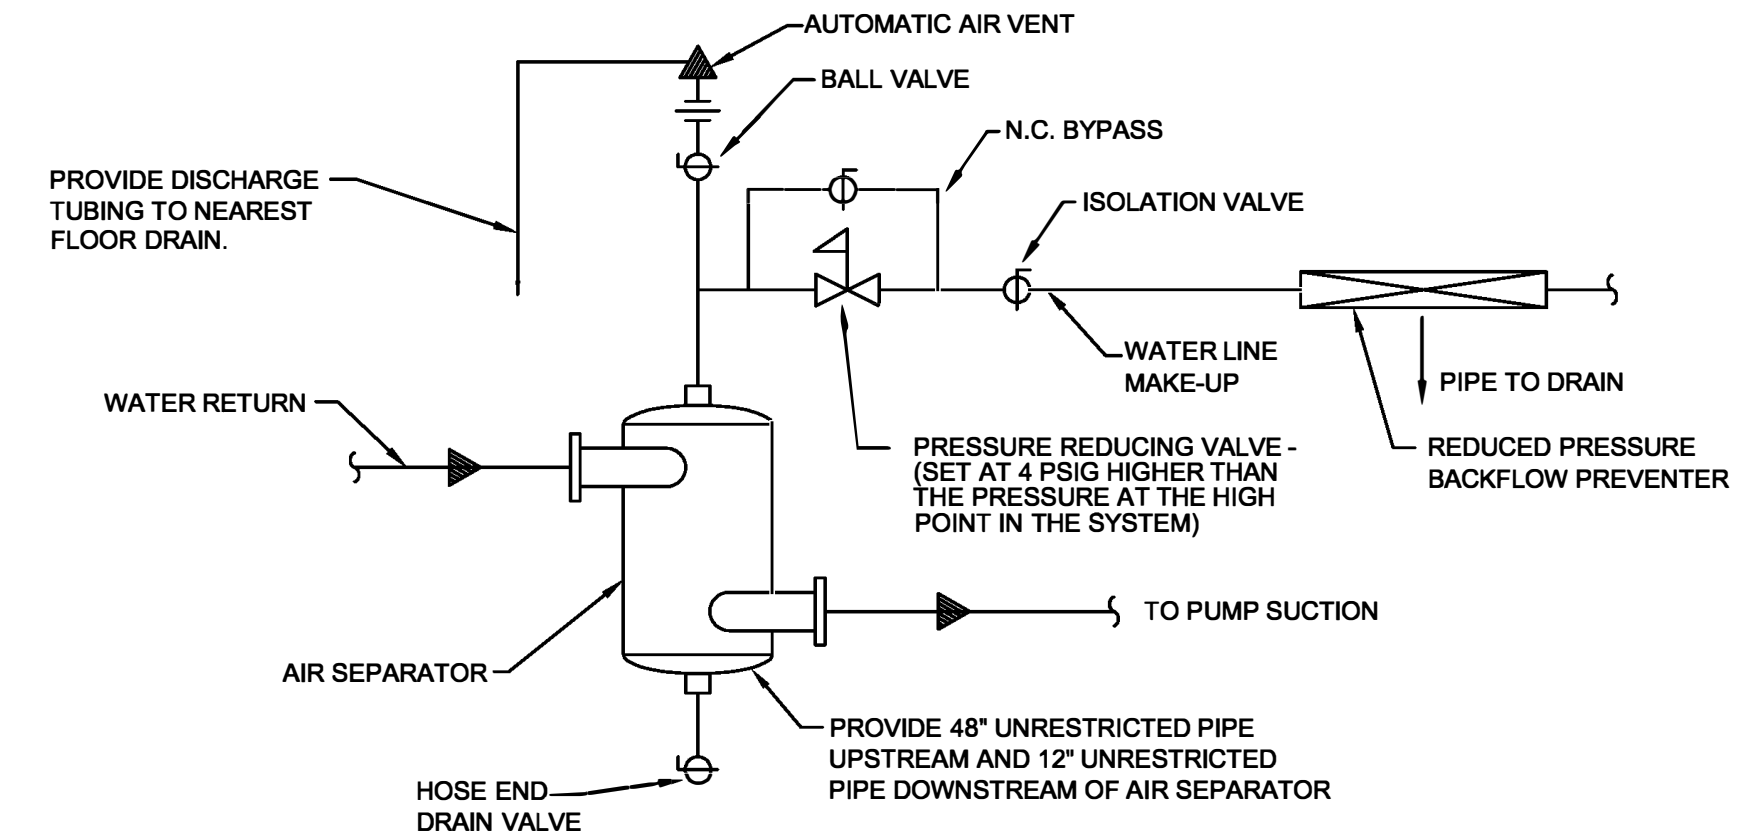 AUTOMATIC AIR VENT
BALL VALVE
N.C. BYPASS
PROVIDE DISCHARGE
TUBING TO NEAREST
FLOOR DRAIN.
ISOLATION VALVE
WATER LINE
MAKE-UP
PIPE TO DRAIN
WATER RETURN
PRESSURE REDUCING VALVE -
(SET AT 4 PSIG HIGHER THAN
THE PRESSURE AT THE HIGH
POINT IN THE SYSTEM)
REDUCED PRESSURE
BACKFLOW PREVENTER
TO PUMP SUCTION
AIR SEPARATOR
PROVIDE 48" UNRESTRICTED PIPE
UPSTREAM AND 12" UNRESTRICTED
PIPE DOWNSTREAM OF AIR SEPARATOR
HOSE END
DRAIN VALVE